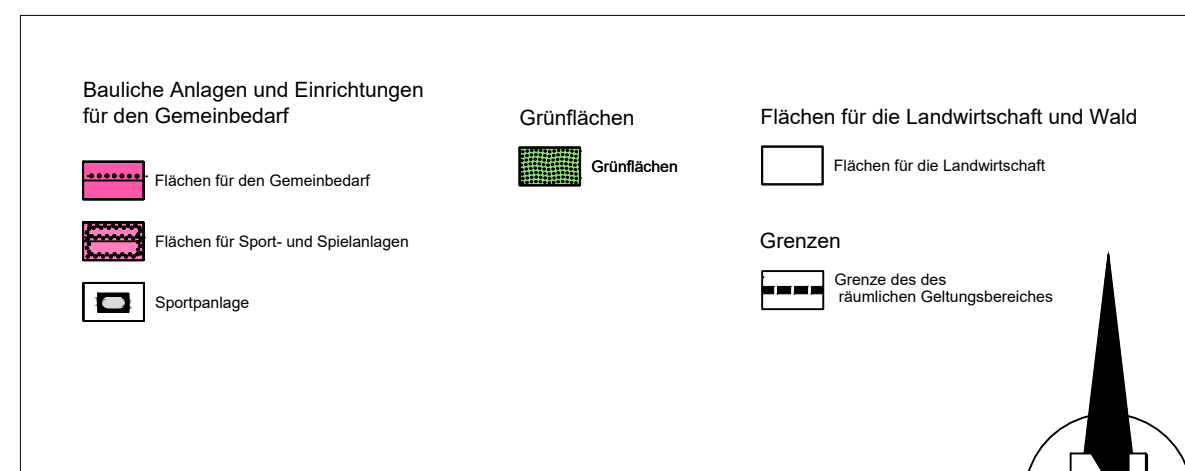 Bauliche Anlagen und Einrichtungen
für den Gemeinbedarf
Flächen für den Gemeinbedarf
Flächen für Sport- und Spielanlagen
Sportpanlage
Grünflächen
Grünflächen
Flächen für die Landwirtschaft und Wald
Flächen für die Landwirtschaft
Grenzen
Grenze des des
räumlichen Geltungsbereiches
N